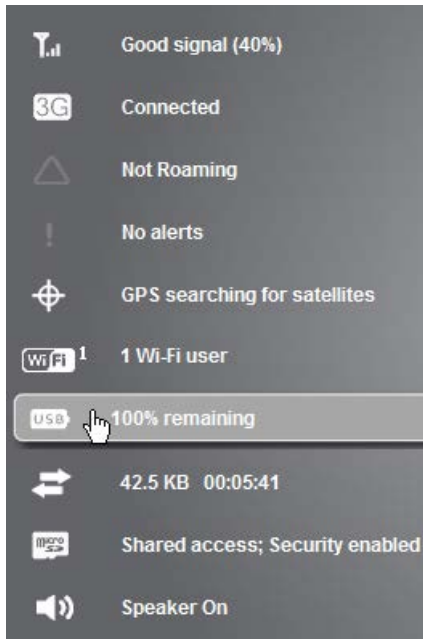 Good signal (40%)
3G Connected
Not Roaming
! No alerts
GPS searching for satellites
WiFi 1 1 Wi-Fi user
USB 100% remaining
42.5 KB 00:05:41
micro SD Shared access; Security enabled
Speaker On